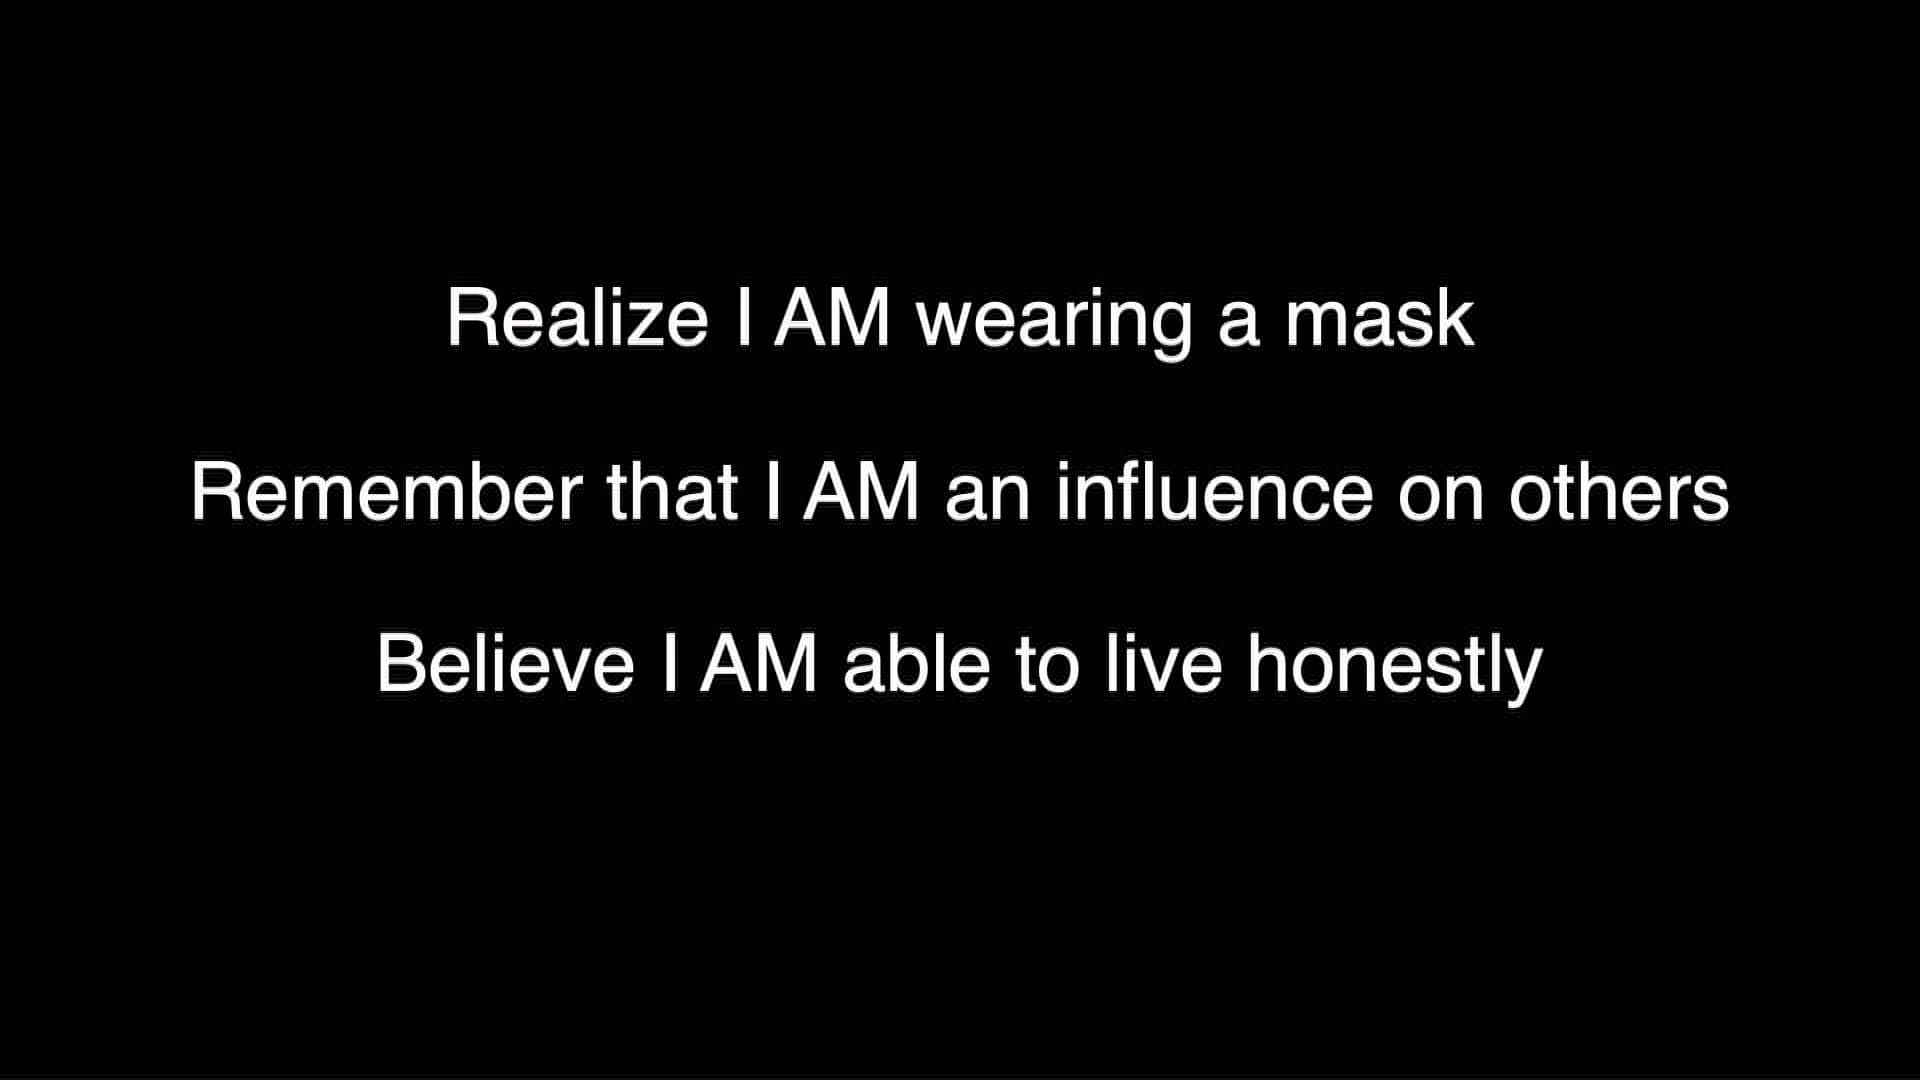 Realize I AM wearing a mask
Remember that I AM an influence on others
Believe I AM able to live honestly